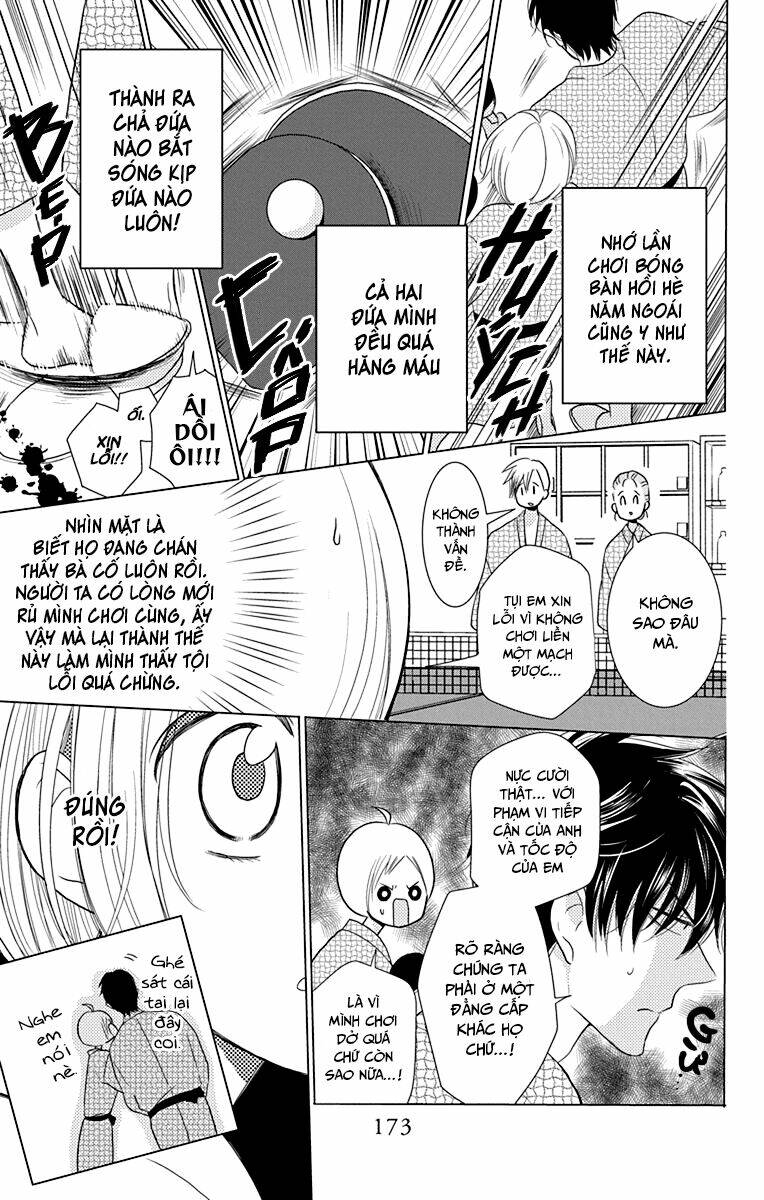 NHỚ LẦN
CHƠI BÓNG
BÀN HỒI HÈ
NĂM NGOÁI
CŨNG Y NHƯ
THẾ NÀY.
HUỴCH
CẢ HAI
ĐỨA MÌNH
ĐỀU QUÁ
HĂNG MÁU
CỐP
THÀNH RA
CHẢ ĐỨA
NÀO BẮT
SÓNG KỊP
ĐỨA NÀO
LUÔN!
BẸP
ÁI
DỒI
ÔI!!!
ỐI.
XIN
LỖI!!
KHÔNG
SAO ĐÂU
MÀ.
KHÔNG
THÀNH
VẤN
ĐỀ.
TỤI EM XIN
LỖI VÌ KHÔNG
CHƠI LIỀN
MỘT MẠCH
ĐƯỢC...
NHÌN MẶT LÀ
BIẾT HỌ ĐANG CHÁN
THẤY BÀ CỐ LUÔN RỒI.
NGƯỜI TA CÓ LÒNG MỚI
RỦ MÌNH CHƠI CÙNG, ẤY
VẬY MÀ LẠI THÀNH THẾ
NÀY LÀM MÌNH THẤY TỘI
LỖI QUÁ CHỪNG.
NỰC CƯỜI
THẬT... VỚI
PHẠM VI TIẾP
CẬN CỦA ANH
VÀ TỐC ĐỘ
CỦA EM
RÕ RÀNG
CHÚNG TA
PHẢI Ở MỘT
ĐẲNG CẤP
KHÁC HỌ
CHỨ...!
LÀ VÌ
MÌNH CHƠI
DỞ QUÁ
CHỨ CÒN
SAO NỮA...!
ĐÚNG
RỒI!
Ghé
sát cái
tai lại
đây
coi.
Nghe
em
nói
nè.
173